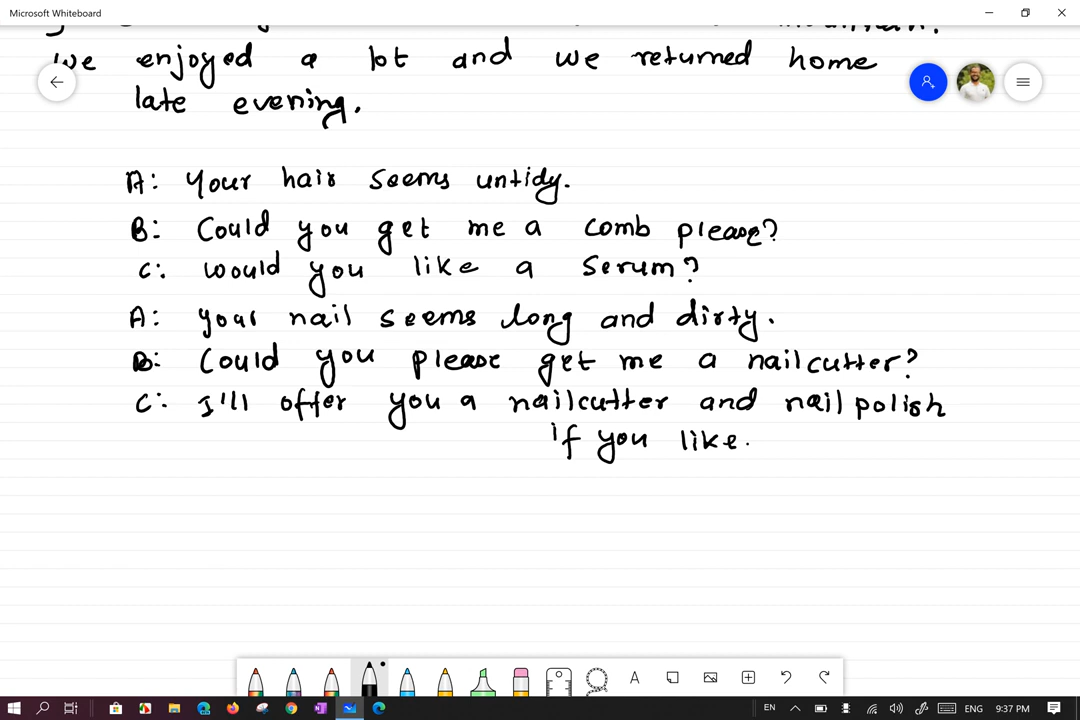 Microsoft Whiteboard
we enjoyed a lot and we returned home
late evening.
A: Your hair seems untidy.
B: Could you get me a comb please?
C: would you like a serum?
A: your nail seems long and dirty.
B: Could you please get me a nailcutter?
C: I'll offer you a nailcutter and nail polish
if you like.
EN ENG 9:37 PM